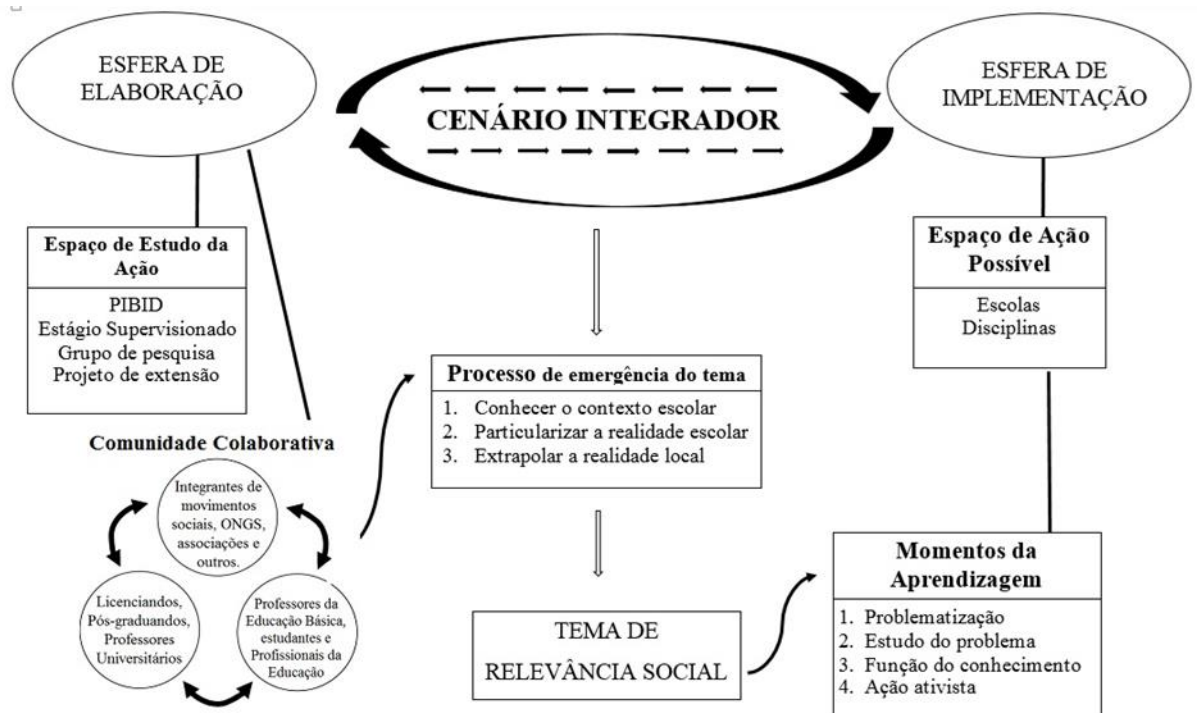 ESFERA DE
ELABORAÇÃO
CENÁRIO INTEGRADOR
ESFERA DE
IMPLEMENTAÇÃO
Espaço de Estudo da
Ação
PIBID
Estágio Supervisionado
Grupo de pesquisa
Projeto de extensão
Espaço de Ação
Possível
Escolas
Disciplinas
Comunidade Colaborativa
Integrantes de
movimentos
sociais, ONGS,
associações e
outros.
Licenciandos,
Pós-graduandos,
Professores
Universitários
Professores da
Educação Básica,
estudantes e
Profissionais da
Educação
Processo de emergência do tema
1. Conhecer o contexto escolar
2. Particularizar a realidade escolar
3. Extrapolar a realidade local
TEMA DE
RELEVÂNCIA SOCIAL
Momentos da
Aprendizagem
1. Problematização
2. Estudo do problema
3. Função do conhecimento
4. Ação ativista